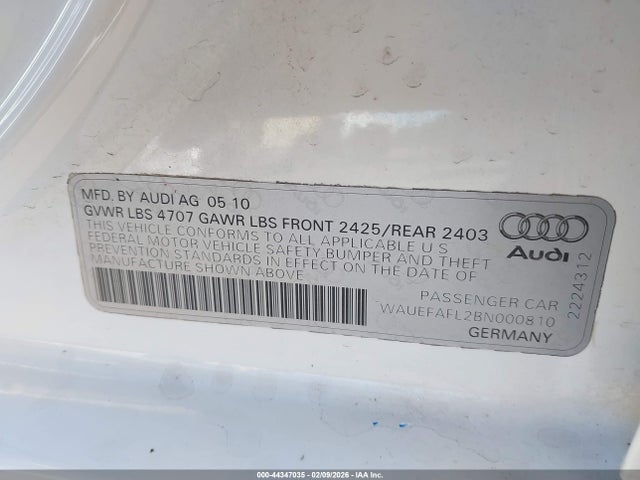 MFD. BY AUDI AG 05 10
GVWR LBS 4707 GAWR LBS FRONT 2425/REAR 2403
THIS VEHICLE CONFORMS TO ALL APPLICABLE U S
FEDERAL MOTOR VEHICLE SAFETY BUMPER AND THEFT
PREVENTION STANDARDS IN EFFECT ON THE DATE OF
MANUFACTURE SHOWN ABOVE
Audi
PASSENGER CAR
WAUEFAFL2BN000810
GERMANY
2224312
000-44347035 - 02/09/2026 - IAA Inc.